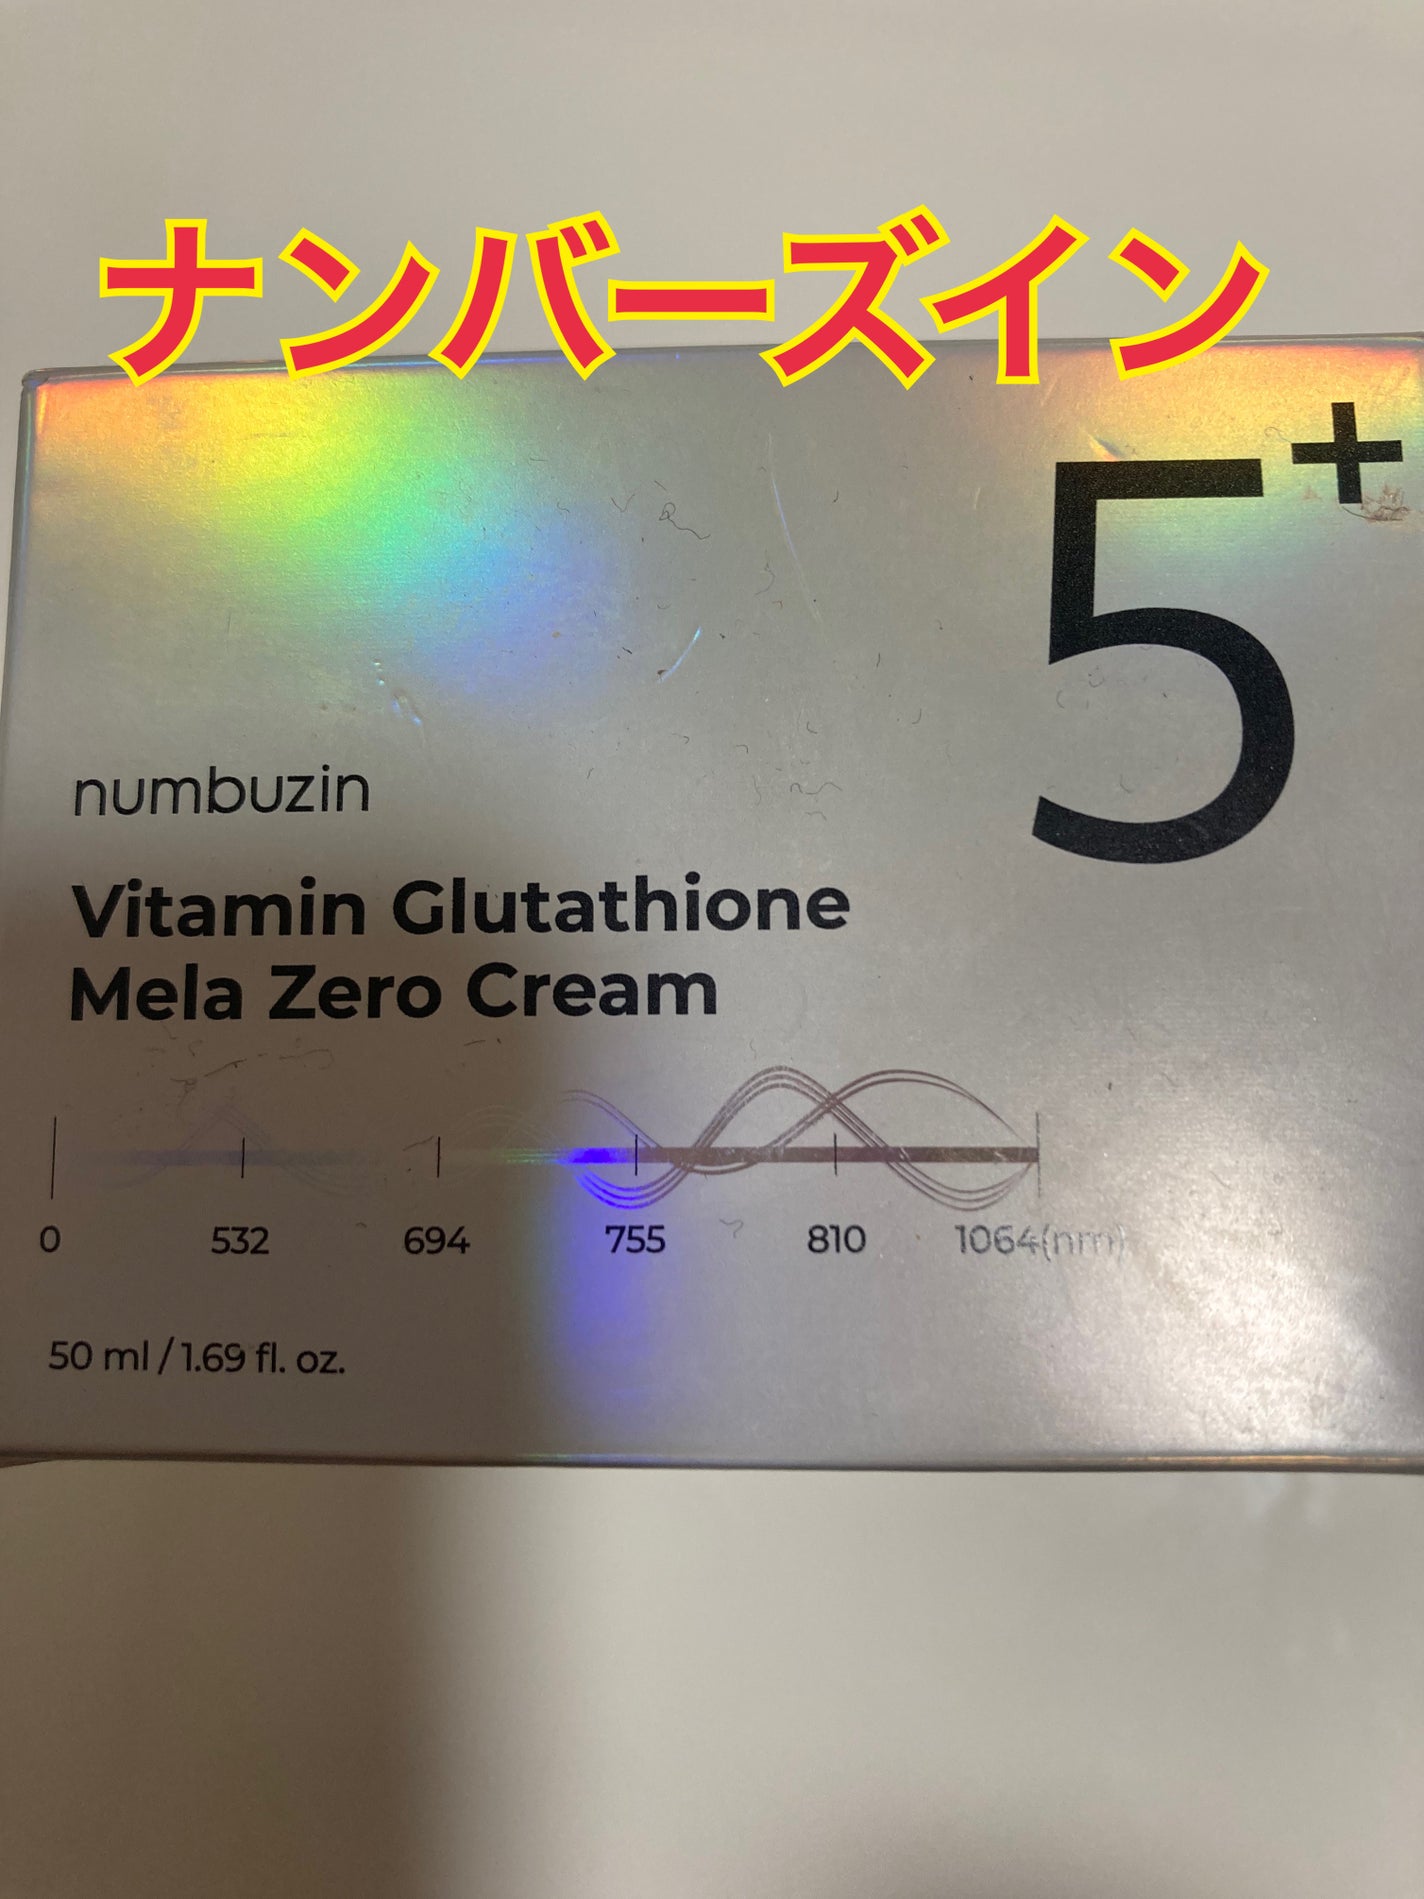 ナンバーズイン
5+
numbuzin
Vitamin Glutathione
Mela Zero Cream
0 532 694 755 810 1064(nm)
50 ml / 1.69 fl. oz.